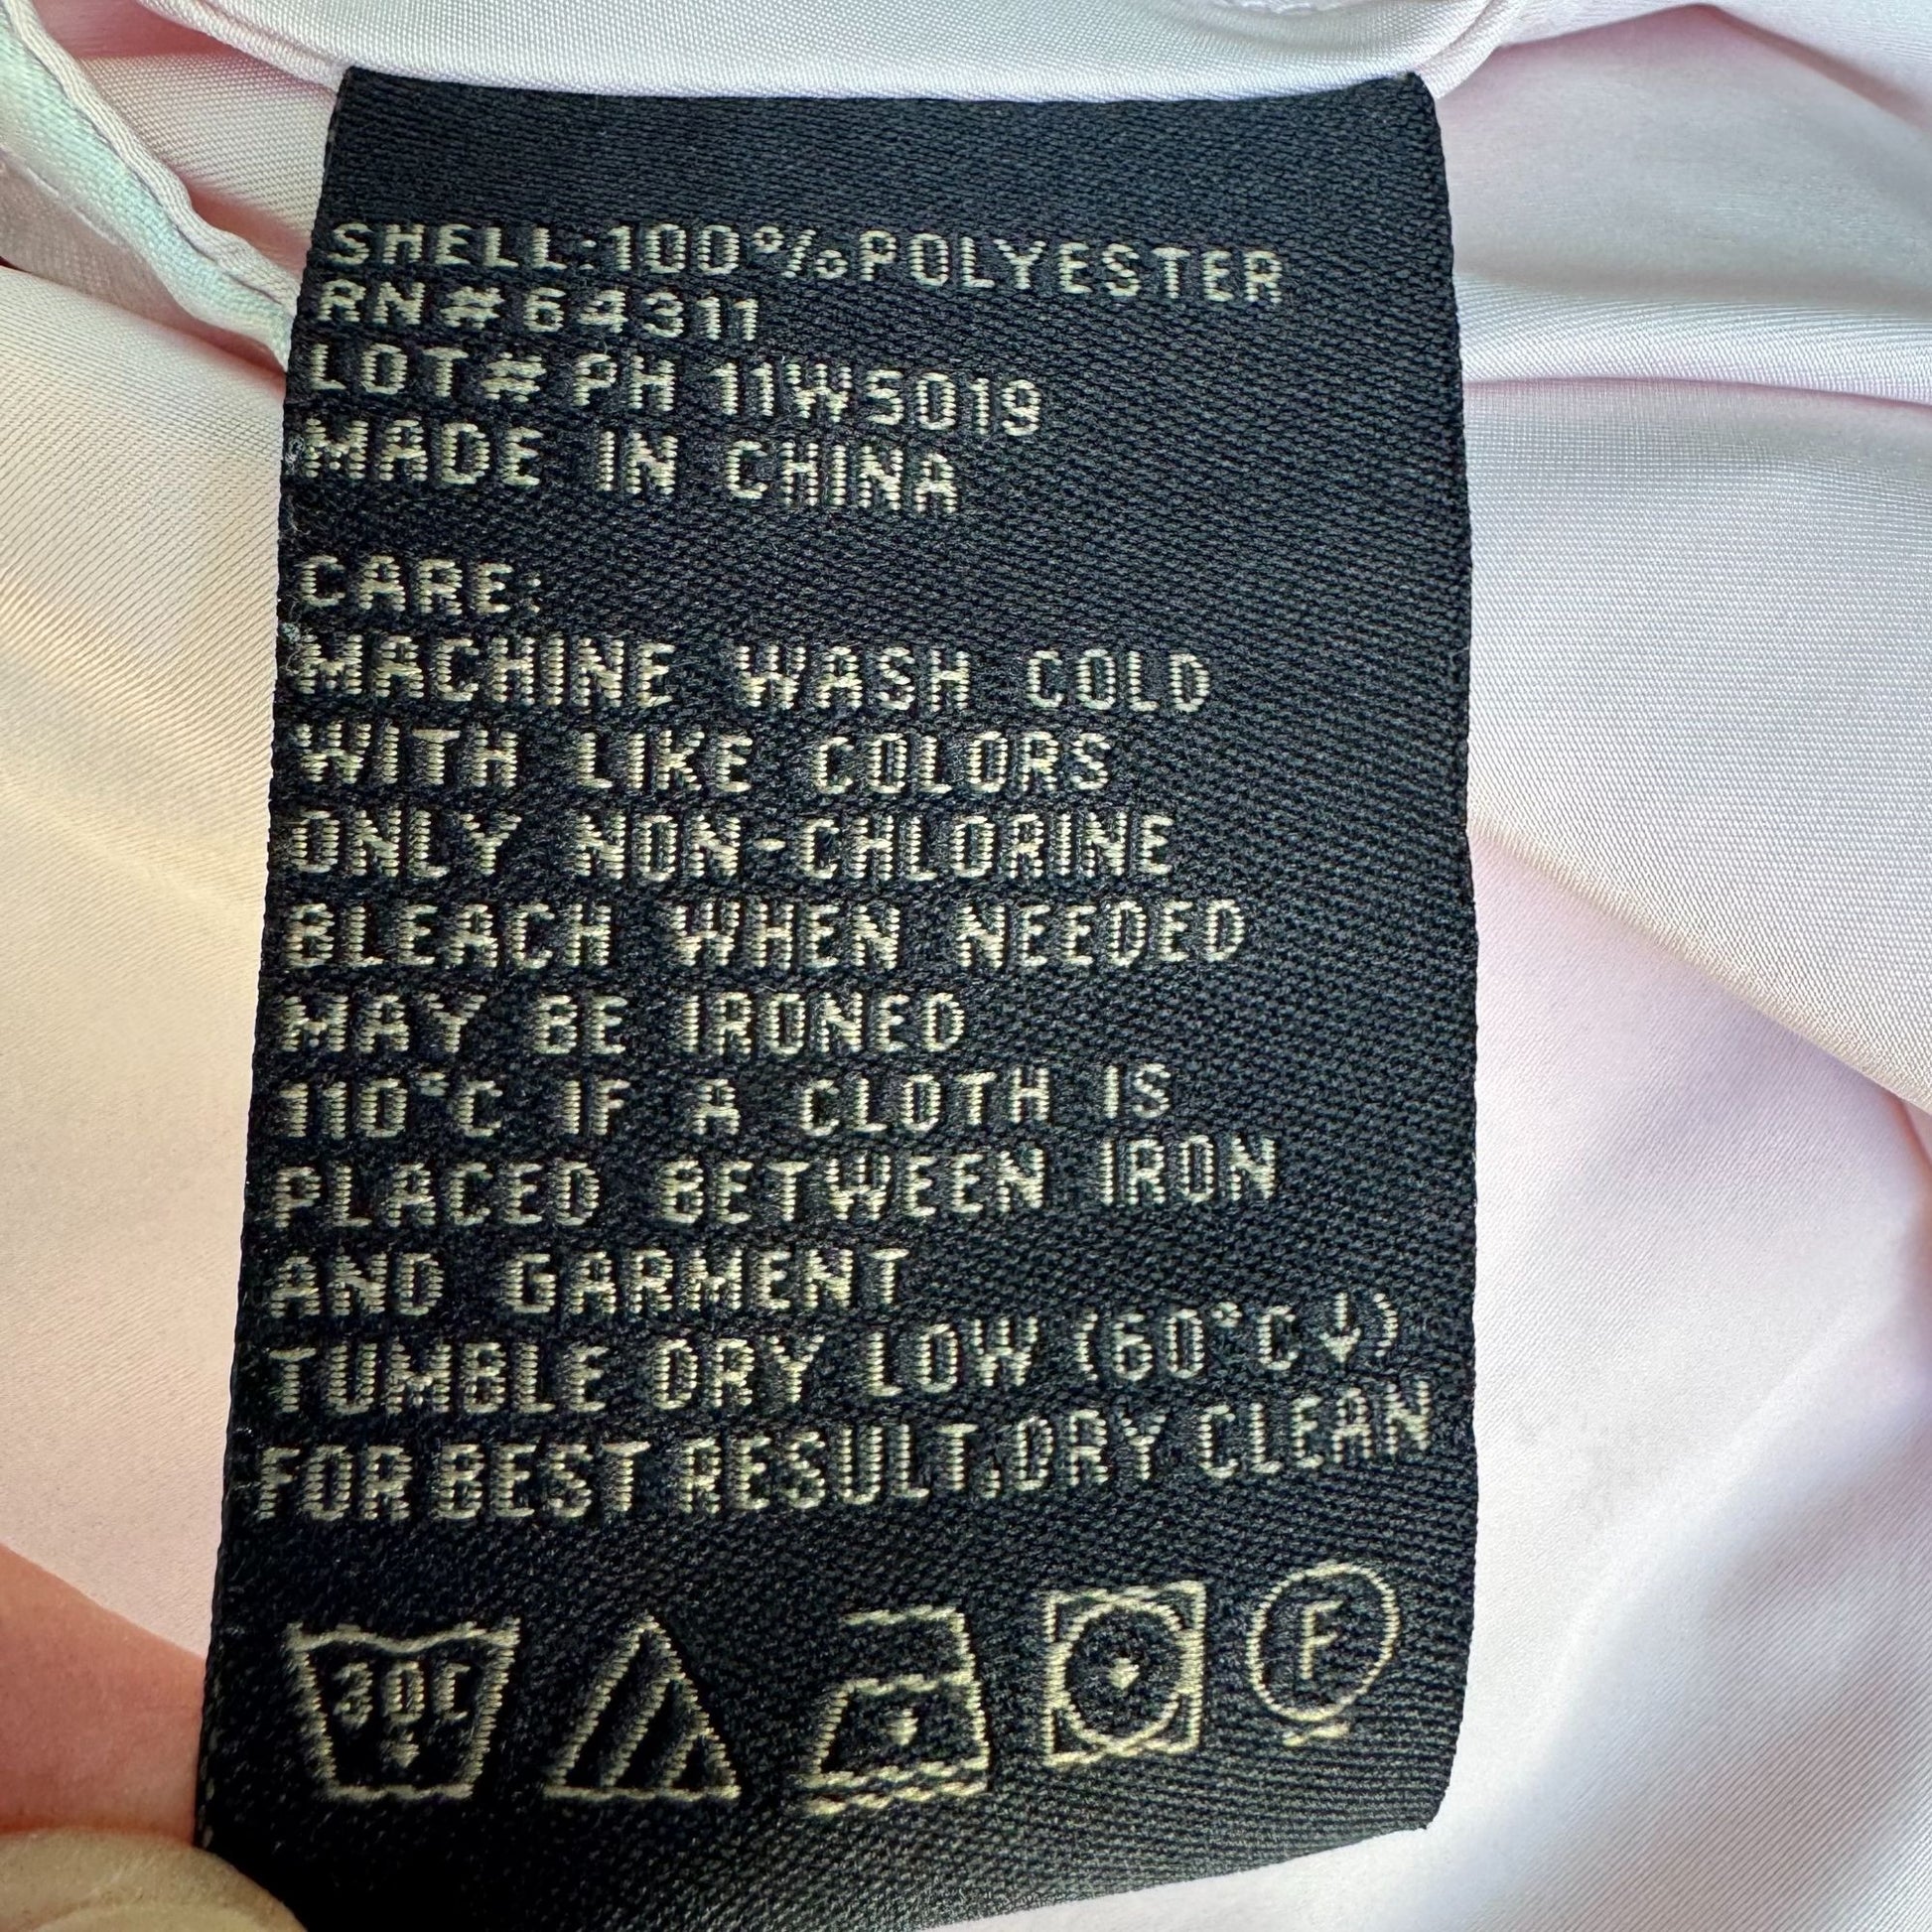 SHELL:100%POLYESTER
RN#64311
LOT# PH 11W5019
MADE IN CHINA
CARE:
MACHINE WASH COLD
WITH LIKE COLORS
ONLY NON-CHLORINE
BLEACH WHEN NEEDED
MAY BE IRONED
110°C IF A CLOTH IS
PLACED BETWEEN IRON
AND GARMENT
TUMBLE DRY LOW (60°C↓)
FOR BEST RESULT,DRY CLEAN
30C F